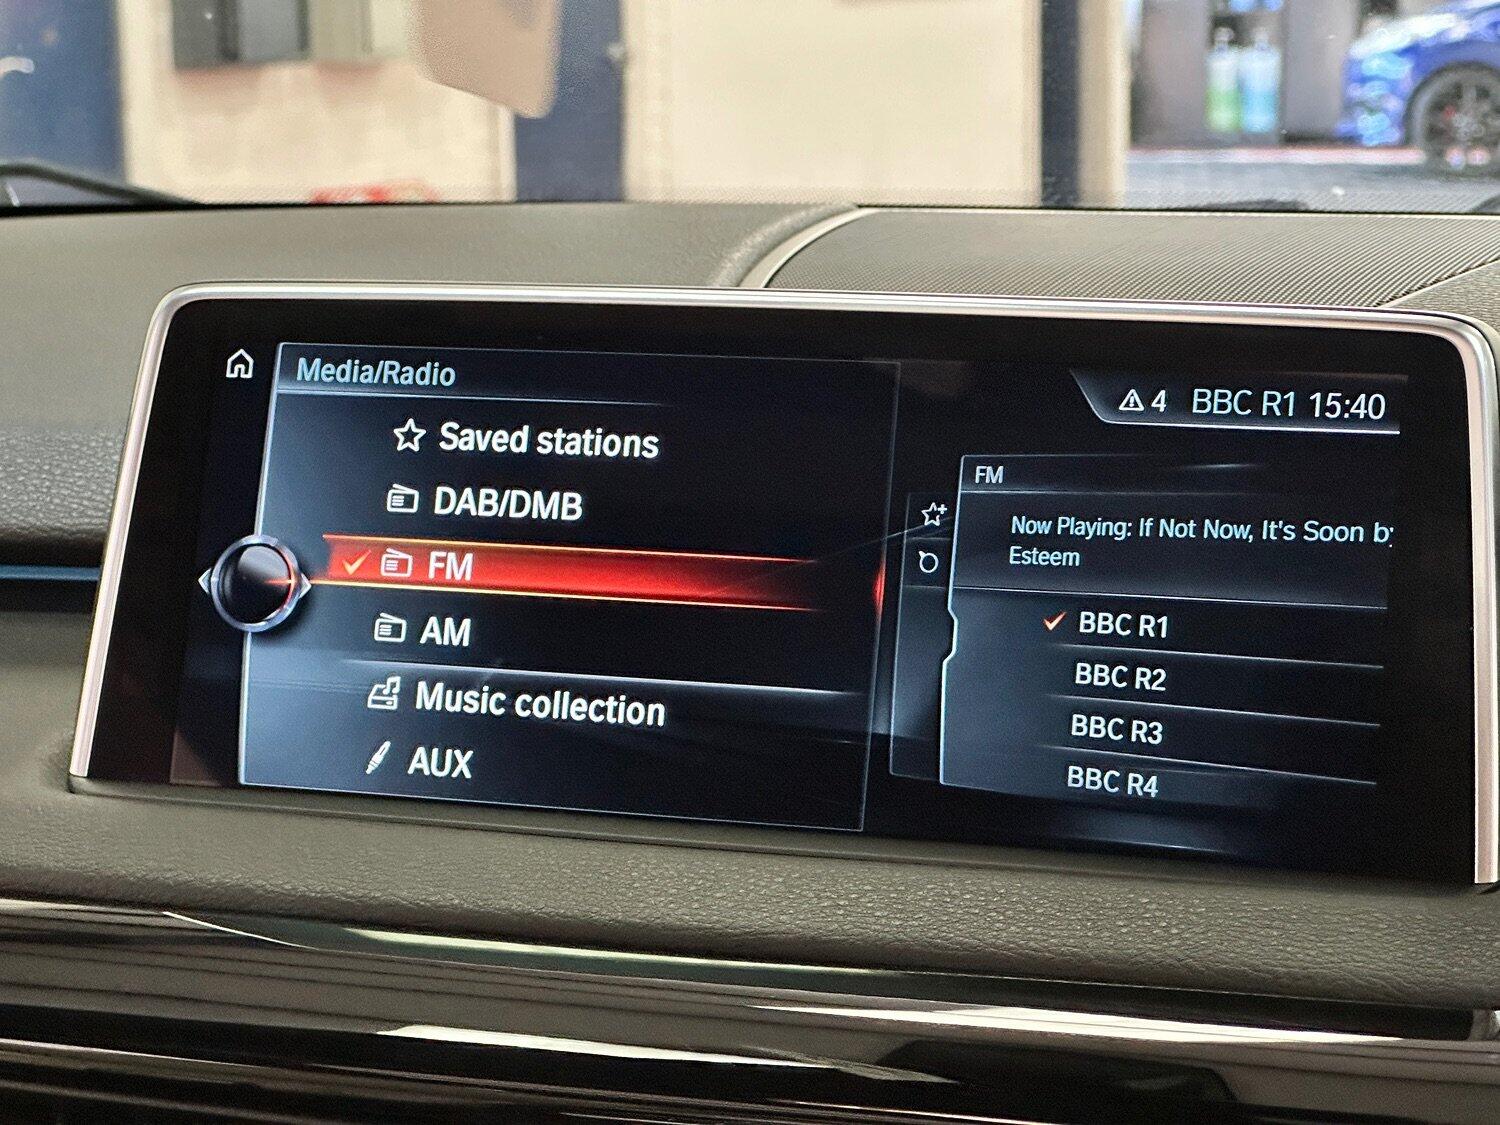 Media/Radio
Saved stations
DAB/DMB
FM
AM
Music collection
AUX
4 BBC R1 15:40
FM
Now Playing: If Not Now, It's Soon by
Esteem
BBC R1
BBC R2
BBC R3
BBC R4